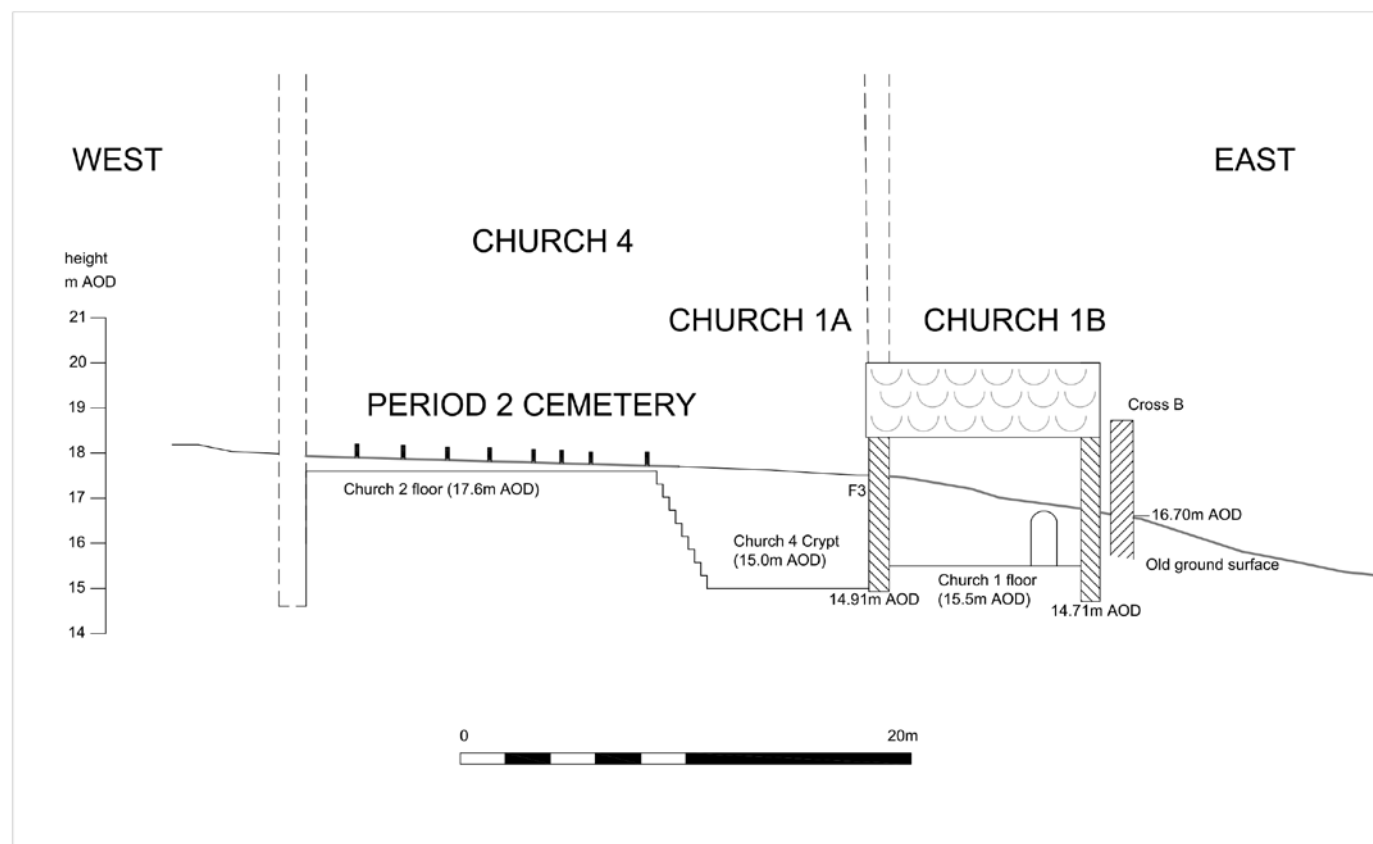 WEST
EAST
CHURCH 4
height
m AOD
CHURCH 1A
CHURCH 1B
21
20
19
18
17
16
15
14
PERIOD 2 CEMETERY
Cross B
Church 2 floor (17.6m AOD)
F3
16.70m AOD
Church 4 Crypt
(15.0m AOD)
Old ground surface
Church 1 floor
(15.5m AOD)
14.91m AOD
14.71m AOD
0
20m